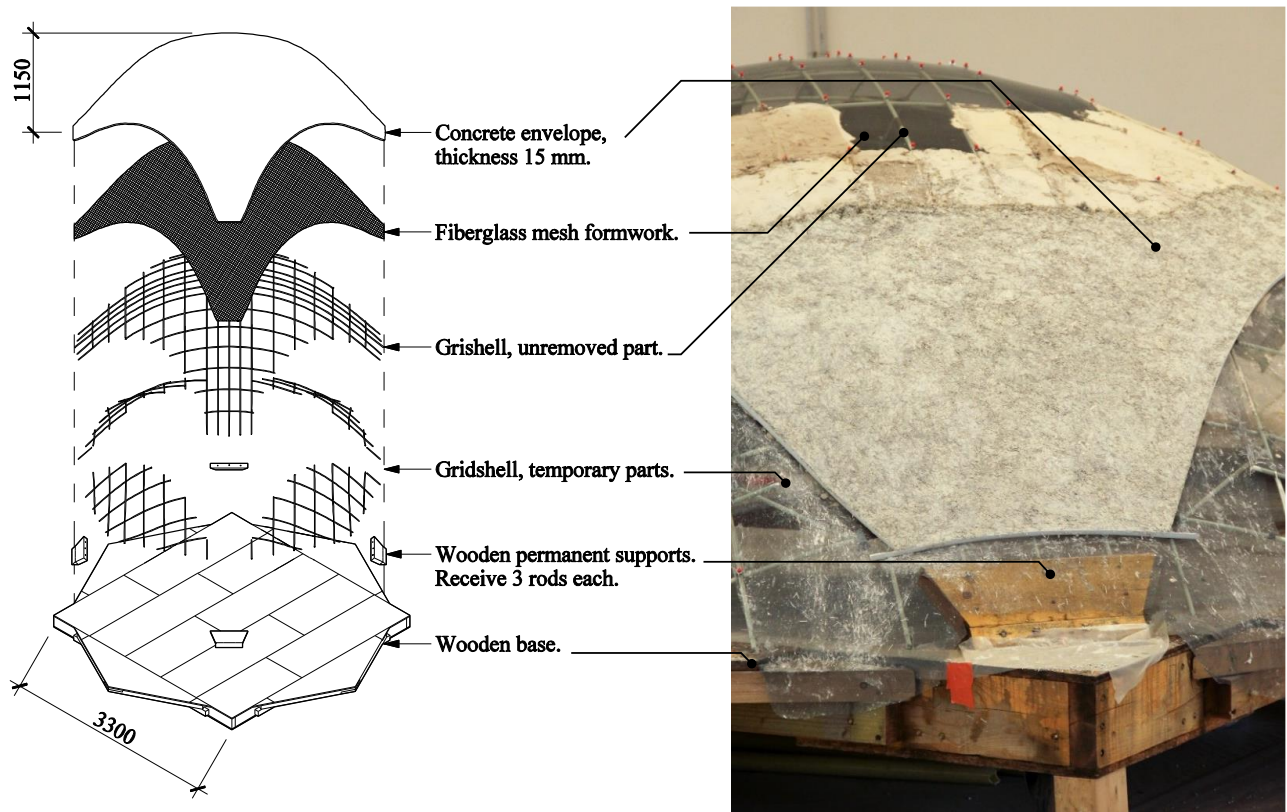 1150
Concrete envelope,
thickness 15 mm.
Fiberglass mesh formwork.
Grishell, unremoved part.
Gridshell, temporary parts.
Wooden permanent supports.
Receive 3 rods each.
Wooden base.
3300